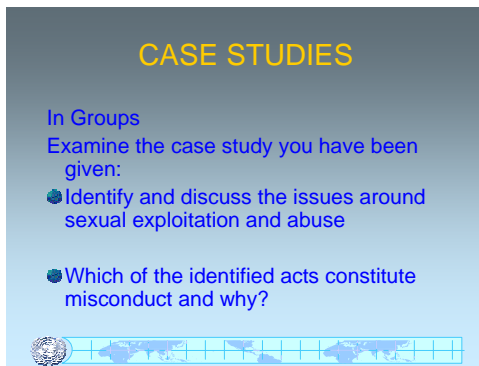 CASE STUDIES
In Groups
Examine the case study you have been
given:
Identify and discuss the issues around
sexual exploitation and abuse
Which of the identified acts constitute
misconduct and why?